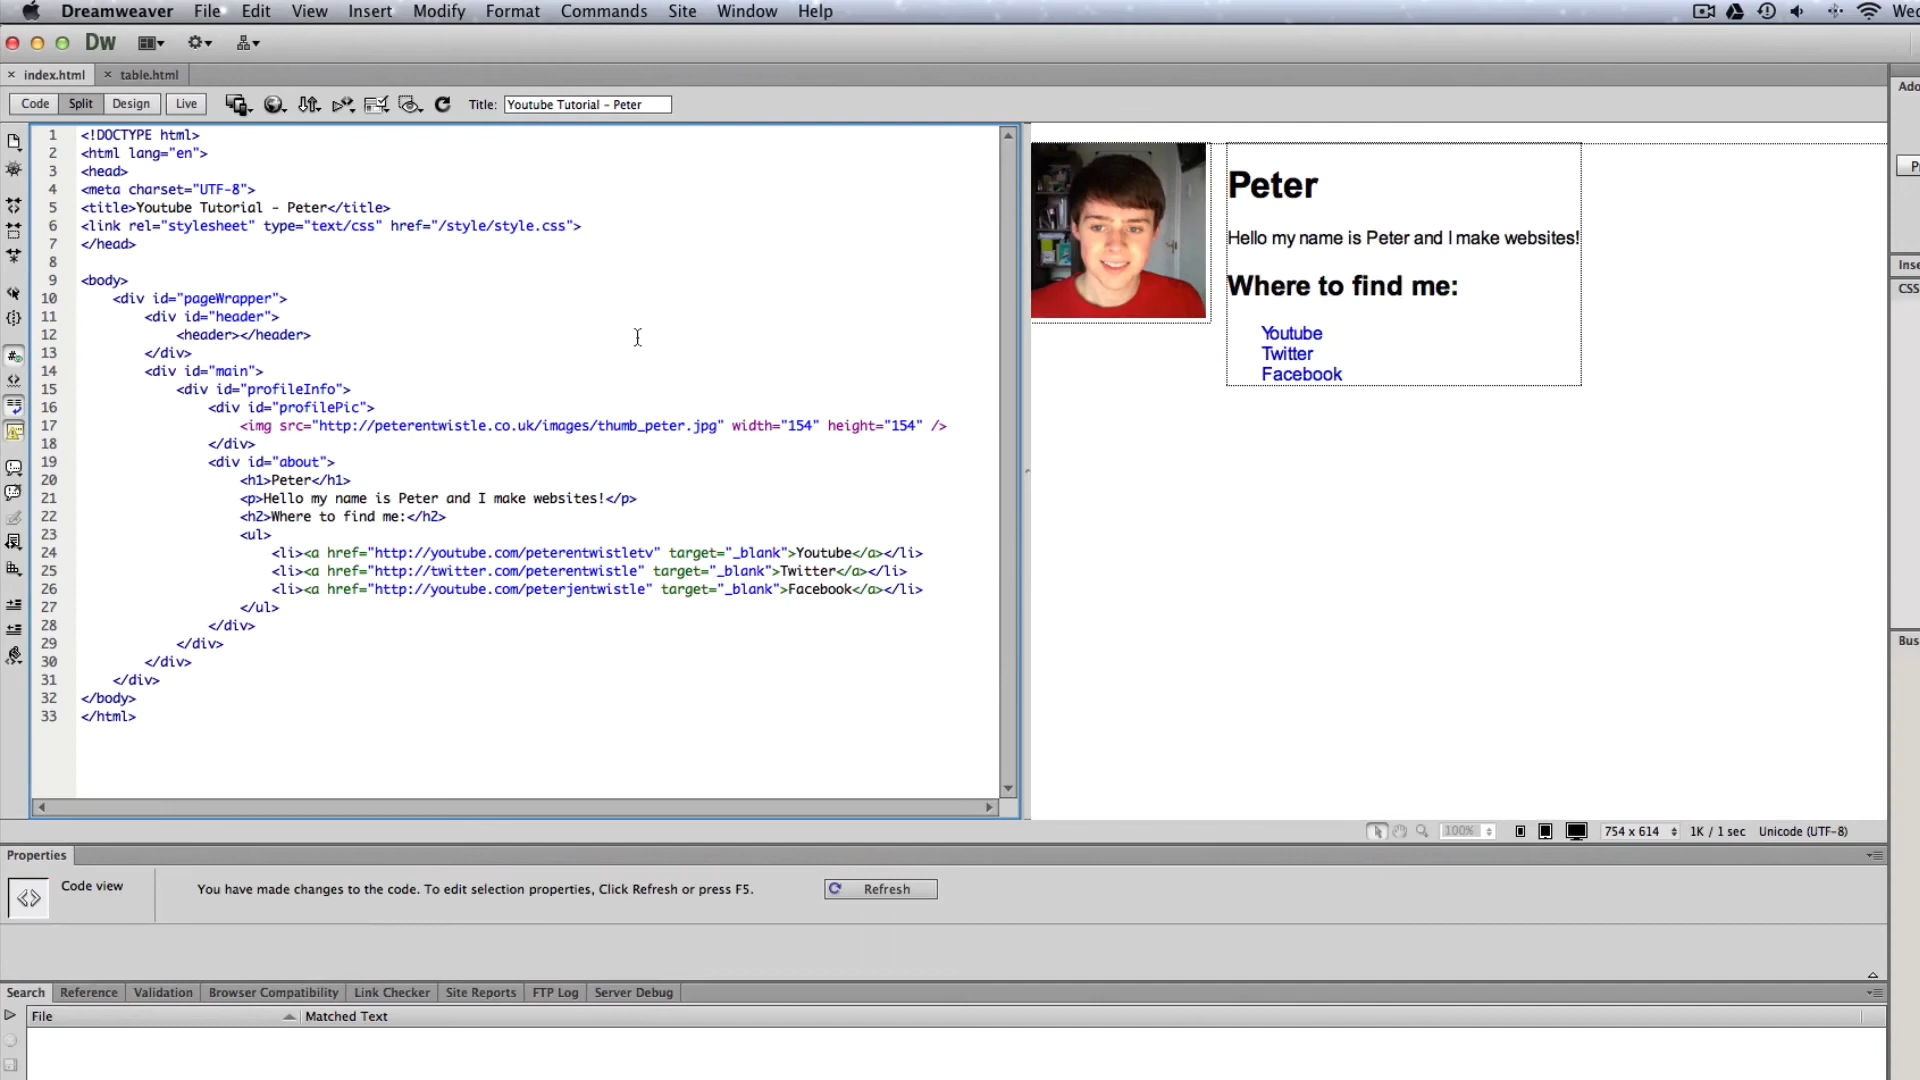 Dreamweaver File Edit View Insert Modify Format Commands Site Window Help Wed
Dw
index.html table.html
Code Split Design Live Title: Youtube Tutorial - Peter
1 <!DOCTYPE html>
2 <html lang="en">
3 <head>
4 <meta charset="UTF-8">
5 <title>Youtube Tutorial - Peter</title>
6 <link rel="stylesheet" type="text/css" href="/style/style.css">
7 </head>
8
9 <body>
10 <div id="pageWrapper">
11 <div id="header">
12 <header></header>
13 </div>
14 <div id="main">
15 <div id="profileInfo">
16 <div id="profilePic">
17 <img src="http://peterentwistle.co.uk/images/thumb_peter.jpg" width="154" height="154" />
18 </div>
19 <div id="about">
20 <h1>Peter</h1>
21 <p>Hello my name is Peter and I make websites!</p>
22 <h2>Where to find me:</h2>
23 <ul>
24 <li><a href="http://youtube.com/peterentwistletv" target="_blank">Youtube</a></li>
25 <li><a href="http://twitter.com/peterentwistle" target="_blank">Twitter</a></li>
26 <li><a href="http://youtube.com/peterjentwistle" target="_blank">Facebook</a></li>
27 </ul>
28 </div>
29 </div>
30 </div>
31 </div>
32 </body>
33 </html>
Peter
Hello my name is Peter and I make websites!
Where to find me:
Youtube
Twitter
Facebook
Ado
P
Inse
CSS
Bus
100% 754 x 614 1K / 1 sec Unicode (UTF-8)
Properties
Code view You have made changes to the code. To edit selection properties, Click Refresh or press F5. Refresh
Search Reference Validation Browser Compatibility Link Checker Site Reports FTP Log Server Debug
File Matched Text